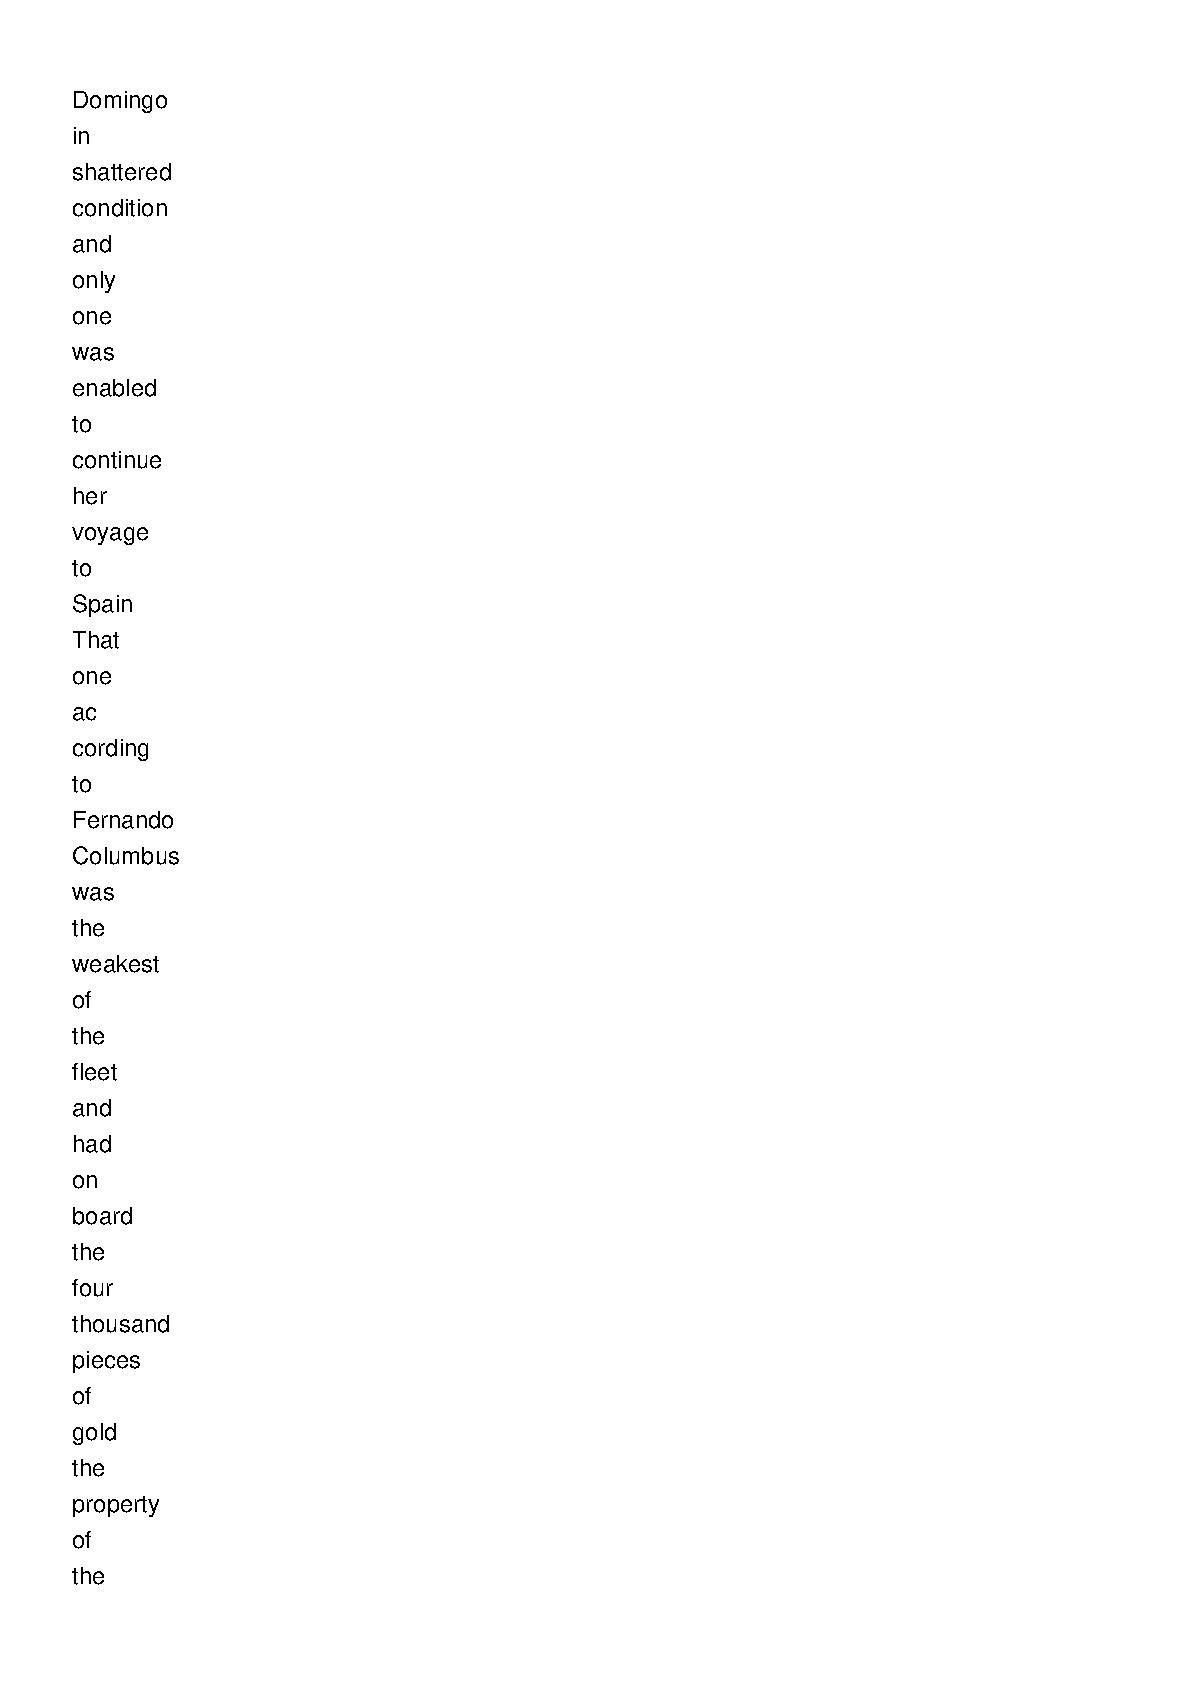 Domingo
in
shattered
condition
and
only
one
was
enabled
to
continue
her
voyage
to
Spain
That
one
ac
cording
to
Fernando
Columbus
was
the
weakest
of
the
fleet
and
had
on
board
the
four
thousand
pieces
of
gold
the
property
of
the